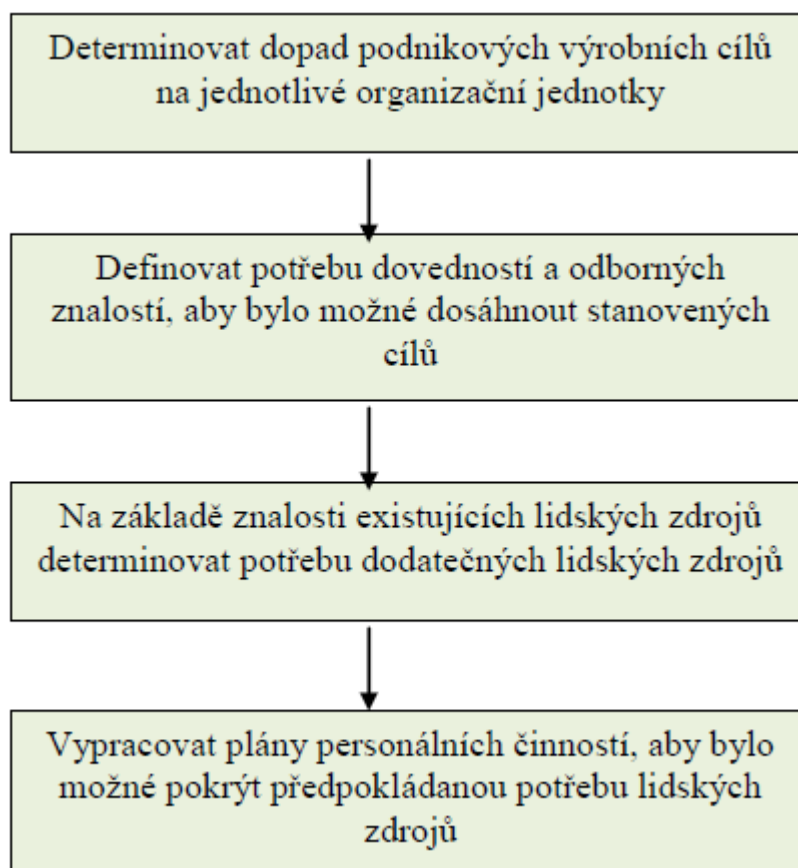 Determinovat dopad podnikových výrobních cílů
na jednotlivé organizační jednotky
Definovat potřebu dovedností a odborných
znalostí, aby bylo možné dosáhnout stanovených
cílů
Na základě znalosti existujících lidských zdrojů
determinovat potřebu dodatečných lidských zdrojů
Vypracovat plány personálních činností, aby bylo
možné pokrýt předpokládanou potřebu lidských
zdrojů